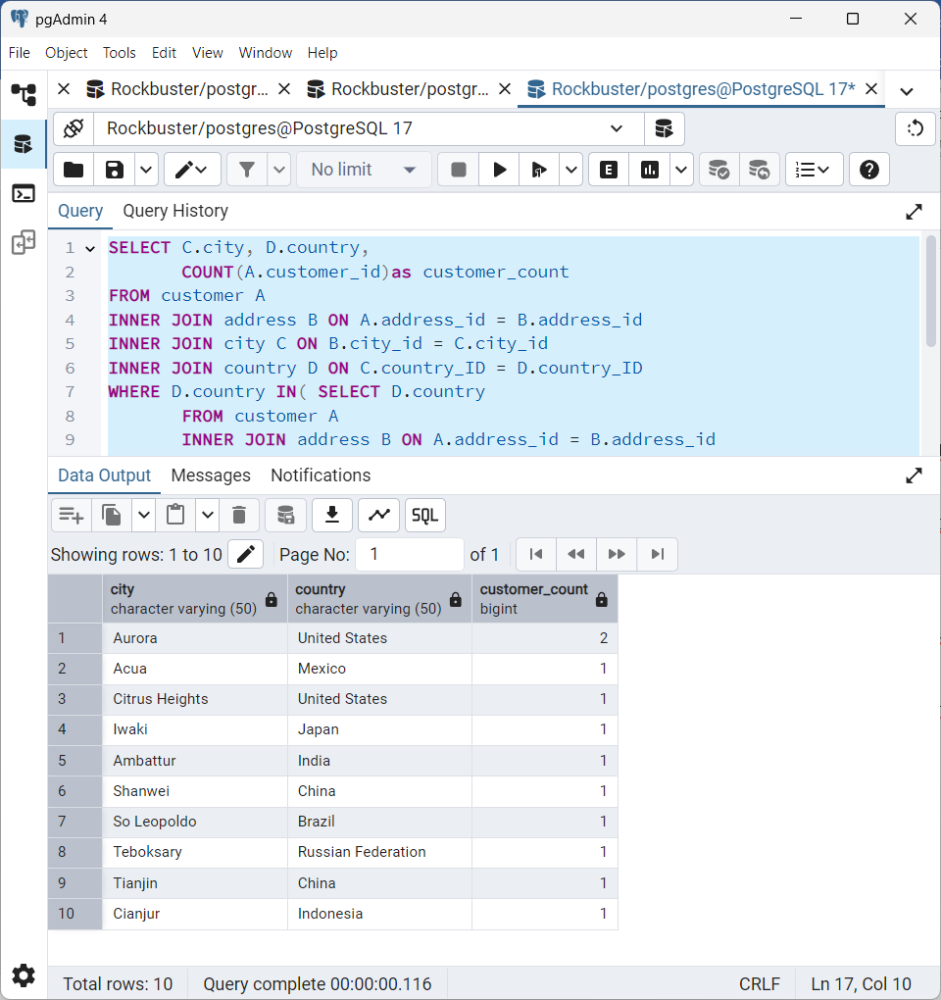 pgAdmin 4
File Object Tools Edit View Window Help
Rockbuster/postgr... Rockbuster/postgr... Rockbuster/postgres@PostgreSQL 17*
Rockbuster/postgres@PostgreSQL 17
No limit E
Query Query History
1 SELECT C.city, D.country,
2 COUNT(A.customer_id)as customer_count
3 FROM customer A
4 INNER JOIN address B ON A.address_id = B.address_id
5 INNER JOIN city C ON B.city_id = C.city_id
6 INNER JOIN country D ON C.country_ID = D.country_ID
7 WHERE D.country IN( SELECT D.country
8 FROM customer A
9 INNER JOIN address B ON A.address_id = B.address_id
Data Output Messages Notifications
SQL
Showing rows: 1 to 10 Page No: 1 of 1
city country customer_count
character varying (50) character varying (50) bigint
1 Aurora United States 2
2 Acua Mexico 1
3 Citrus Heights United States 1
4 Iwaki Japan 1
5 Ambattur India 1
6 Shanwei China 1
7 So Leopoldo Brazil 1
8 Teboksary Russian Federation 1
9 Tianjin China 1
10 Cianjur Indonesia 1
Total rows: 10 Query complete 00:00:00.116 CRLF Ln 17, Col 10